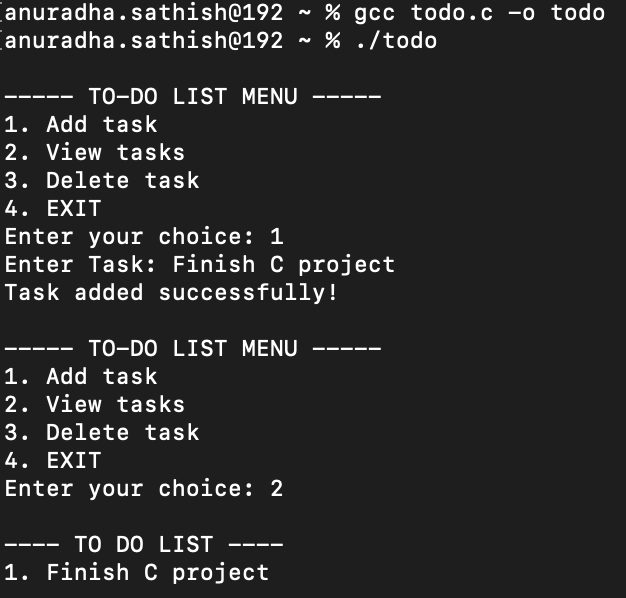 [anuradha.sathish@192 ~ % gcc todo.c -o todo
[anuradha.sathish@192 ~ % ./todo
----- TO-DO LIST MENU -----
1. Add task
2. View tasks
3. Delete task
4. EXIT
Enter your choice: 1
Enter Task: Finish C project
Task added successfully!
----- TO-DO LIST MENU -----
1. Add task
2. View tasks
3. Delete task
4. EXIT
Enter your choice: 2
---- TO DO LIST ----
1. Finish C project